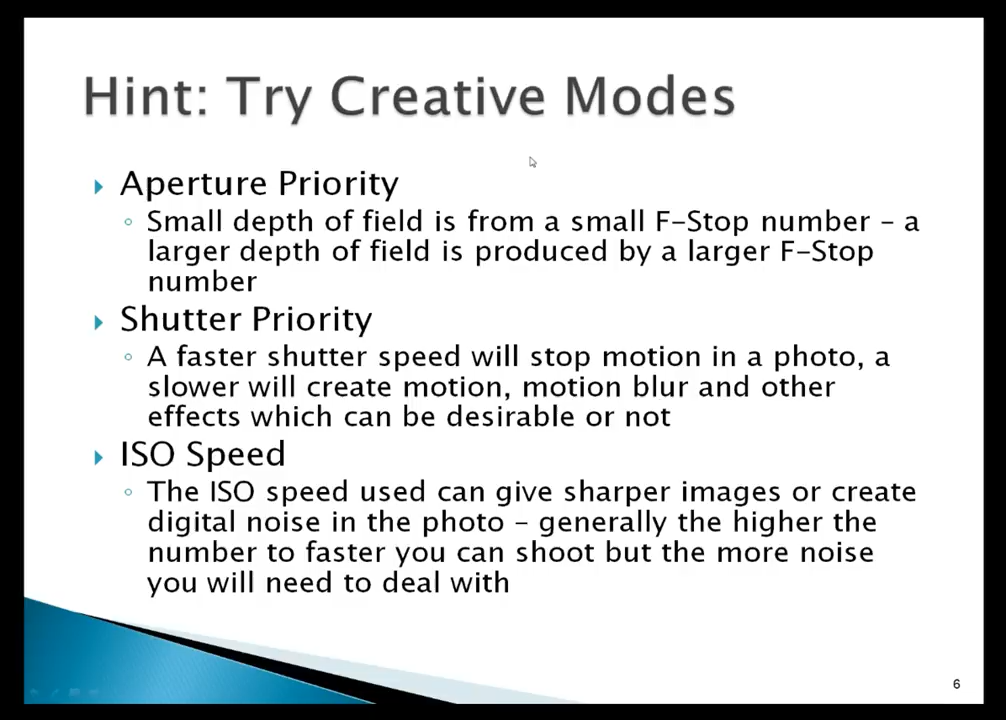 Hint: Try Creative Modes
Aperture Priority
Small depth of field is from a small F-Stop number – a
larger depth of field is produced by a larger F-Stop
number
Shutter Priority
A faster shutter speed will stop motion in a photo, a
slower will create motion, motion blur and other
effects which can be desirable or not
ISO Speed
The ISO speed used can give sharper images or create
digital noise in the photo – generally the higher the
number to faster you can shoot but the more noise
you will need to deal with
6